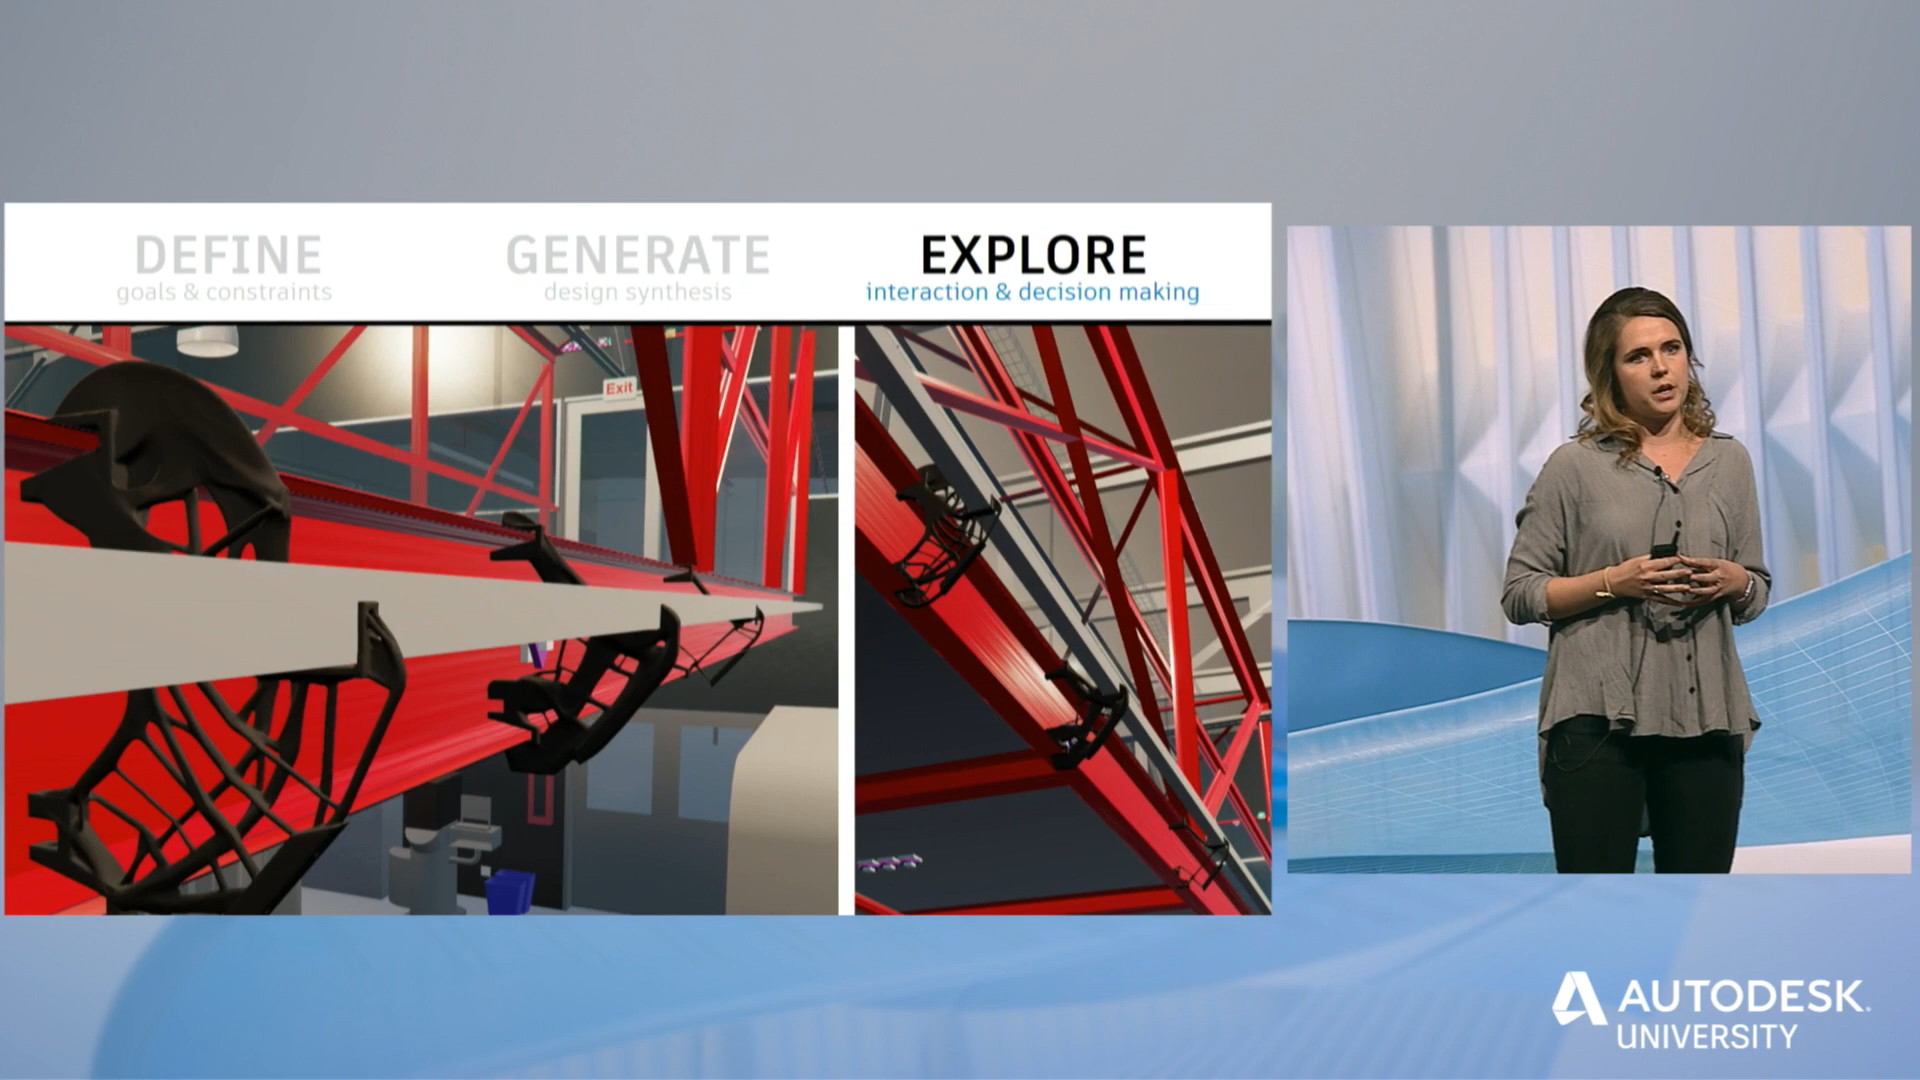 DEFINE
goals & constraints
GENERATE
design synthesis
EXPLORE
interaction & decision making
Exit
AUTODESK.
UNIVERSITY